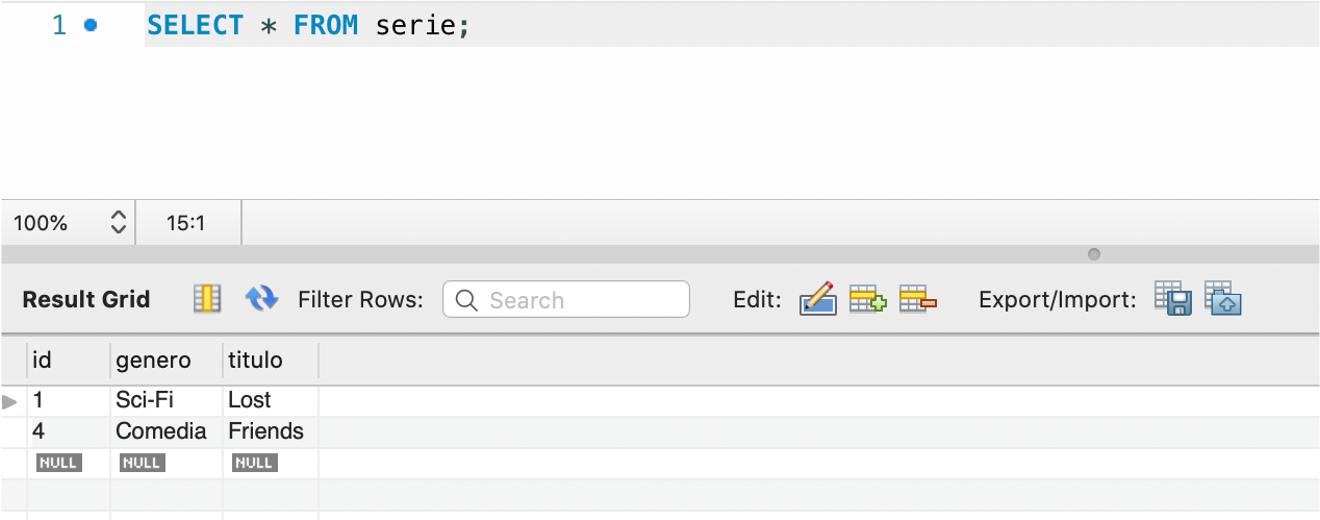 1 SELECT * FROM serie;
100% 15:1
Result Grid Filter Rows: Search Edit: Export/Import:
id genero titulo
1 Sci-Fi Lost
4 Comedia Friends
NULL NULL NULL